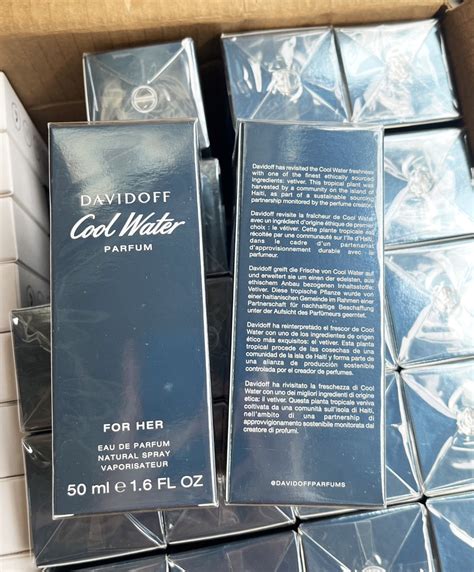 DAVIDOFF
Cool Water
PARFUM
FOR HER
EAU DE PARFUM
NATURAL SPRAY
VAPORISATEUR
50 ml e 1.6 FL OZ
Davidoff has revisited the Cool Water freshness
with one of the finest ethically sourced
ingredients: vetiver. This tropical plant was
harvested by a community on the island of
Haiti, as part of a sustainable sourcing
partnership monitored by the perfume creator.
Davidoff revisite la fraîcheur de Cool Water
avec un ingrédient d'origine éthique de premier
choix : le vétiver. Cette plante tropicale est
récoltée par une communauté sur l'île d'Haïti,
dans le cadre d'un partenariat
d'approvisionnement durable avec le
parfumeur.
Davidoff greift die Frische von Cool Water auf
und erweitert sie um einen der edelsten, aus
ethischem Anbau bezogenen Inhaltsstoffe:
Vetiver. Diese tropische Pflanze wurde von
einer haitianischen Gemeinde im Rahmen einer
Partnerschaft für nachhaltige Beschaffung
unter der Aufsicht des Parfümeurs geerntet.
Davidoff ha reinterpretado el frescor de Cool
Water con uno de los ingredientes de origen
ético más exquisitos: el vetiver. Esta planta
tropical procede de las cosechas de una
comunidad de la isla de Haití y forma parte de
una alianza de producción sostenible
controlada por el creador de perfumes.
Davidoff ha rivisitato la freschezza di Cool
Water con uno dei migliori ingredienti di origine
etica: il vetiver. Questa pianta tropicale veniva
coltivata da una comunità sull'isola di Haiti,
nell'ambito di una partnership di
approvvigionamento sostenibile monitorata dal
creatore di profumi.
@DAVIDOFFPARFUMS